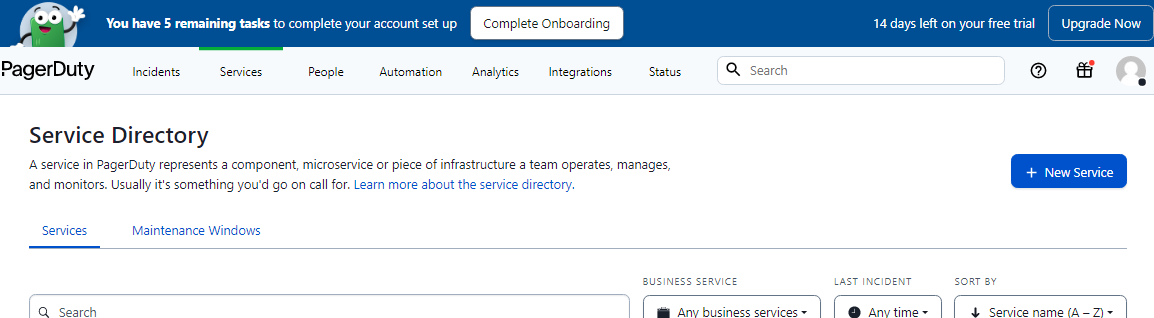 You have 5 remaining tasks to complete your account set up Complete Onboarding 14 days left on your free trial Upgrade Now
PagerDuty Incidents Services People Automation Analytics Integrations Status Search
Service Directory
A service in PagerDuty represents a component, microservice or piece of infrastructure a team operates, manages,
and monitors. Usually it's something you'd go on call for. Learn more about the service directory.
+ New Service
Services Maintenance Windows
BUSINESS SERVICE LAST INCIDENT SORT BY
Search Any business services Any time Service name (A – Z)